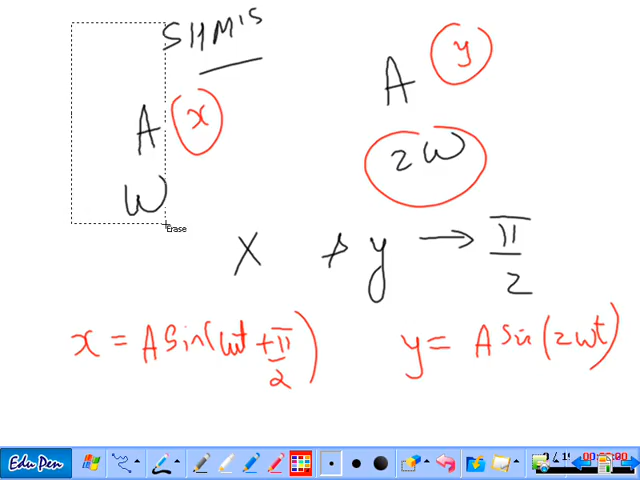 SHM'S
A x
A y
ω
2ω
x → y → π/2
x = A Sin(ωt + π/2)
y = A Sin(2ωt)
Erase
Edu Pen